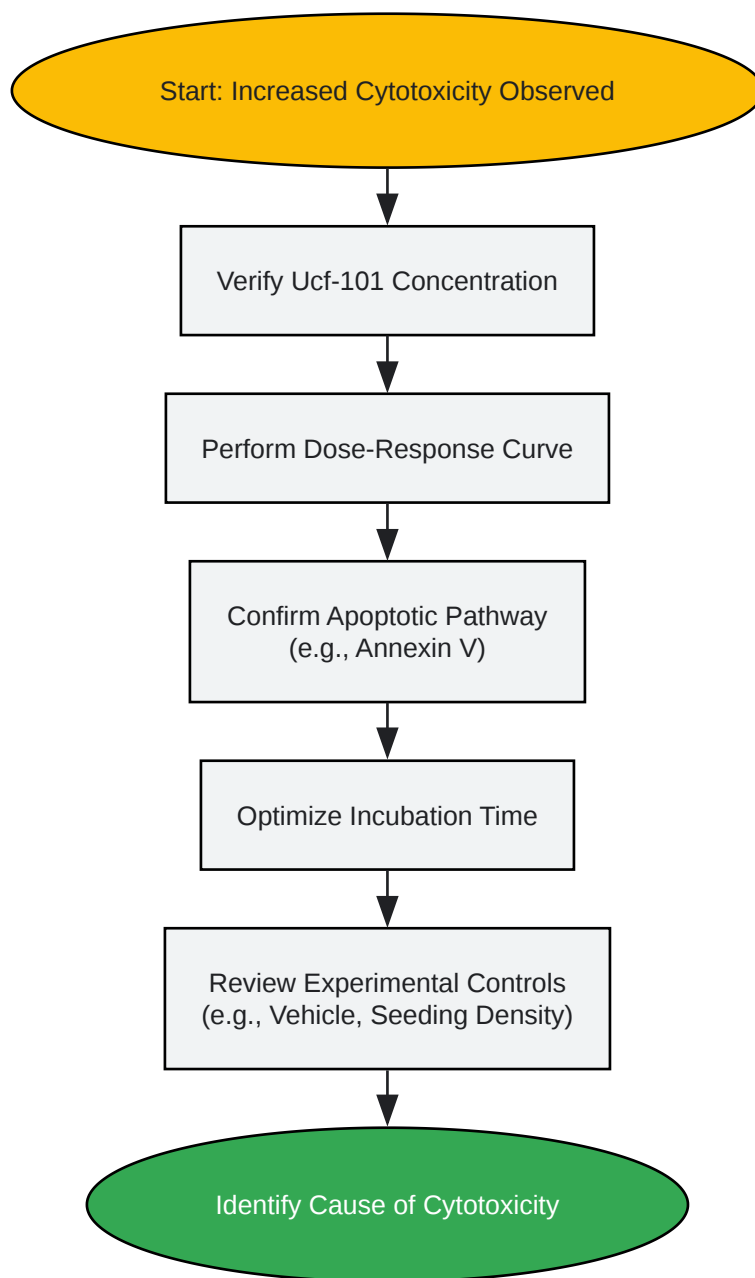 Start: Increased Cytotoxicity Observed
Verify Ucf-101 Concentration
Perform Dose-Response Curve
Confirm Apoptotic Pathway
(e.g., Annexin V)
Optimize Incubation Time
Review Experimental Controls
(e.g., Vehicle, Seeding Density)
Identify Cause of Cytotoxicity